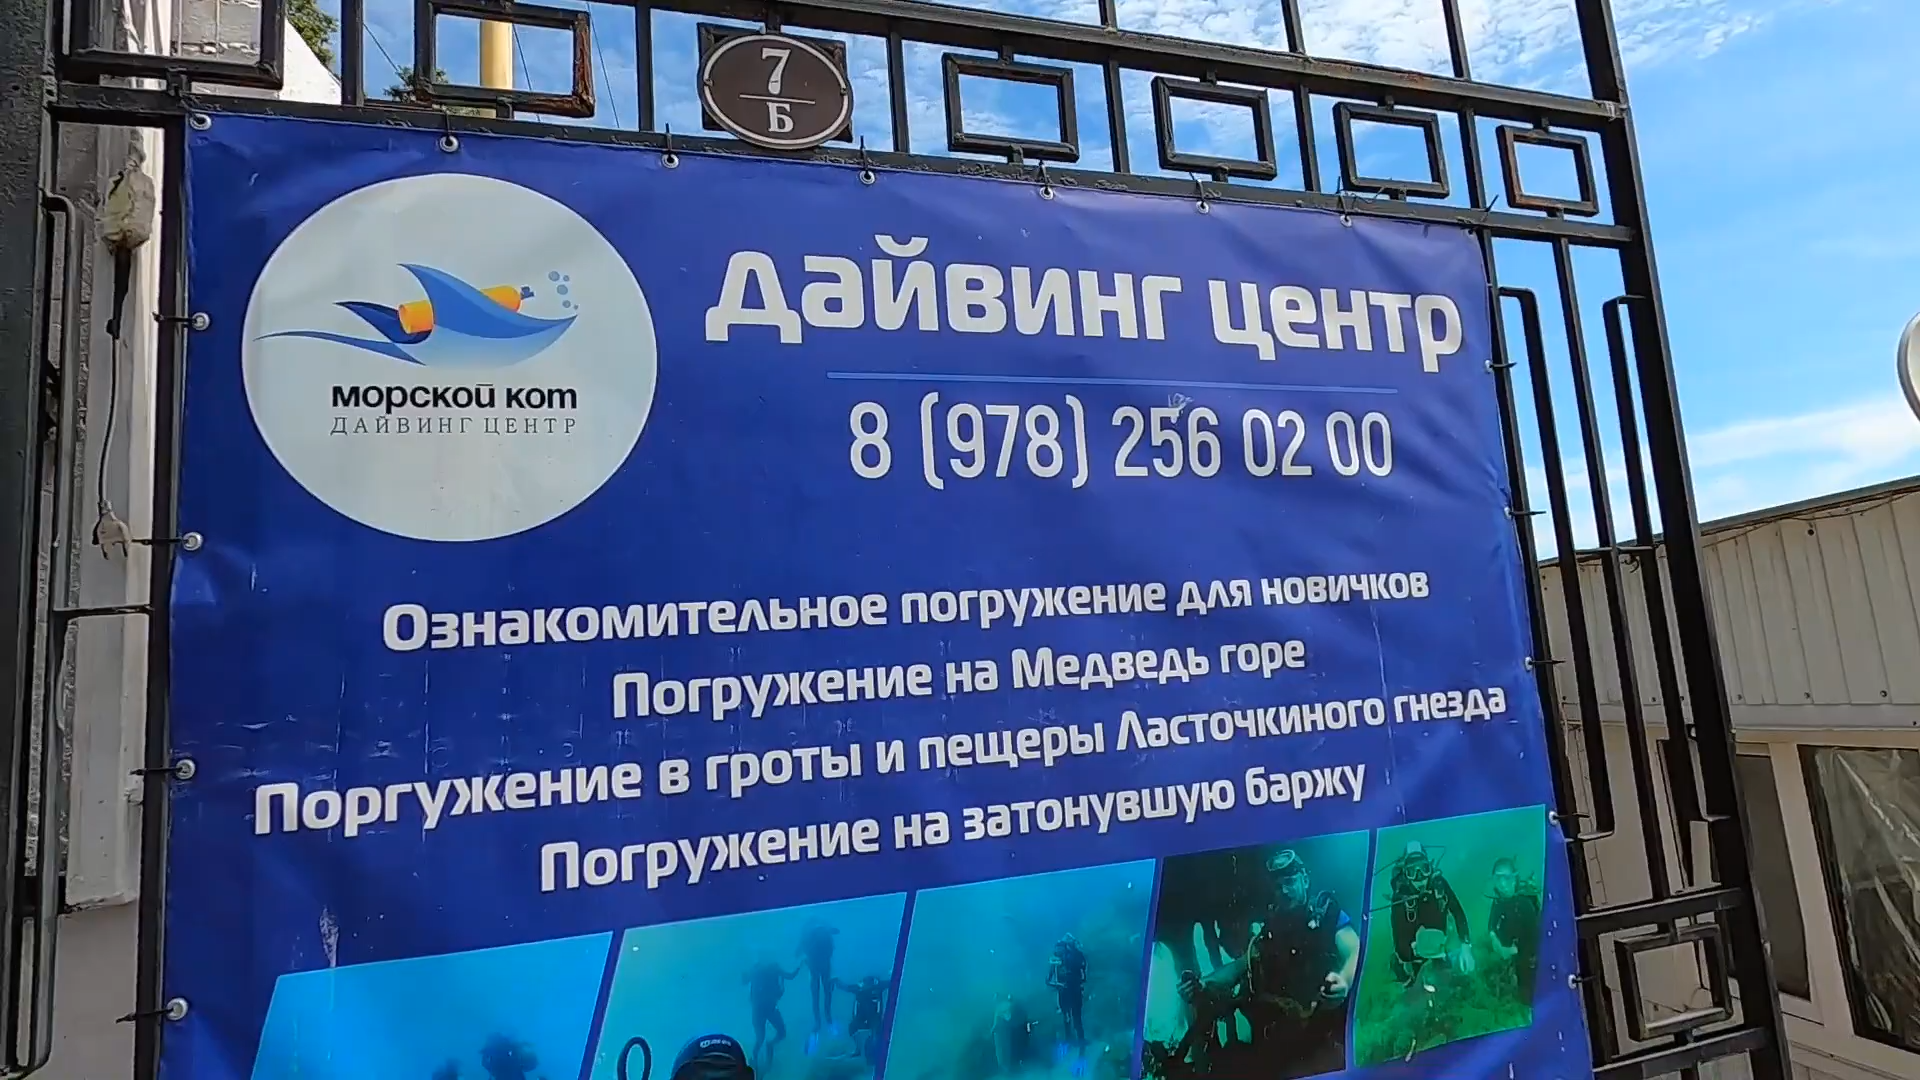 7
Б
морской кот
ДАЙВИНГ ЦЕНТР
дайвинг центр
8 (978) 256 02 00
Ознакомительное погружение для новичков
Погружение на Медведь горе
Поргужение в гроты и пещеры Ласточкиного гнезда
Погружение на затонувшую баржу